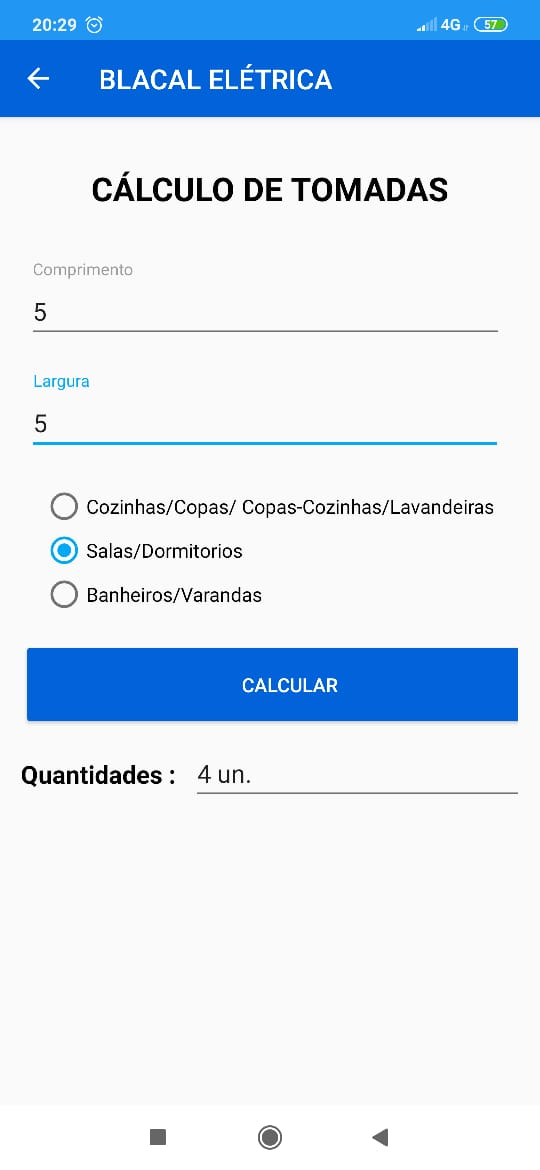 20:29 4G 57
BLACAL ELÉTRICA
CÁLCULO DE TOMADAS
Comprimento
5
Largura
5
Cozinhas/Copas/ Copas-Cozinhas/Lavandeiras
Salas/Dormitorios
Banheiros/Varandas
CALCULAR
Quantidades : 4 un.